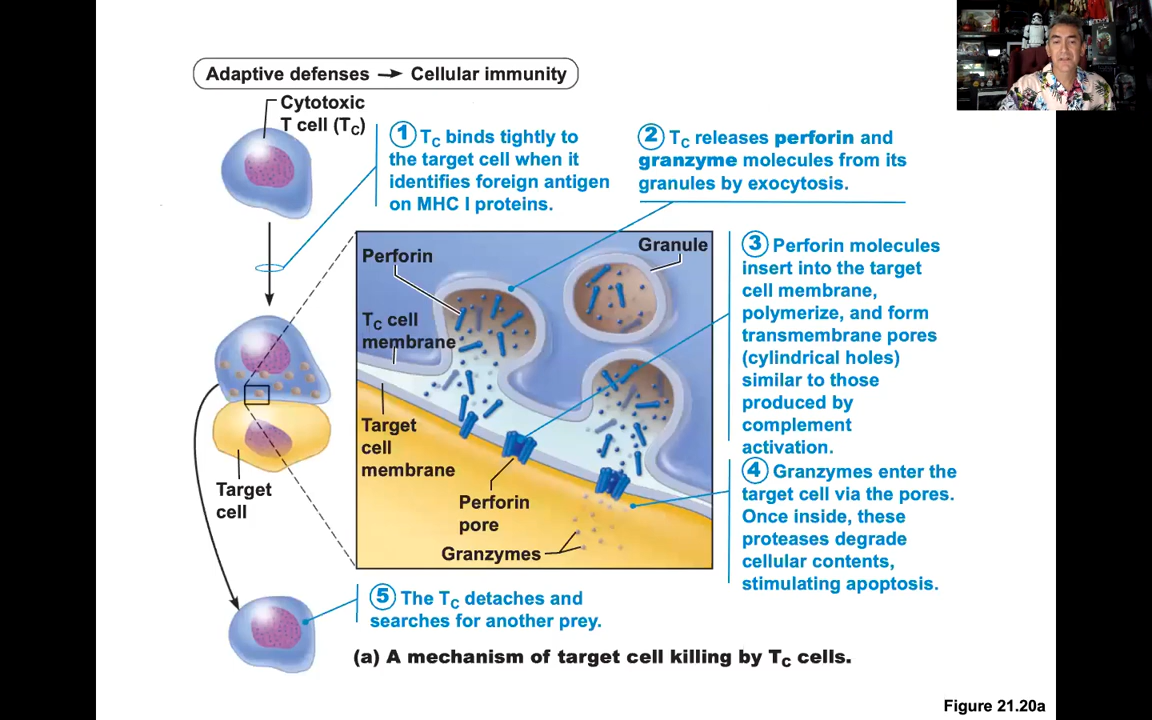 Adaptive defenses → Cellular immunity
Cytotoxic
T cell (TC)
1 TC binds tightly to
the target cell when it
identifies foreign antigen
on MHC I proteins.
2 TC releases perforin and
granzyme molecules from its
granules by exocytosis.
Perforin
Granule
TC cell
membrane
Target
cell
membrane
Perforin
pore
Granzymes
3 Perforin molecules
insert into the target
cell membrane,
polymerize, and form
transmembrane pores
(cylindrical holes)
similar to those
produced by
complement
activation.
4 Granzymes enter the
target cell via the pores.
Once inside, these
proteases degrade
cellular contents,
stimulating apoptosis.
Target
cell
5 The TC detaches and
searches for another prey.
(a) A mechanism of target cell killing by TC cells.
Figure 21.20a